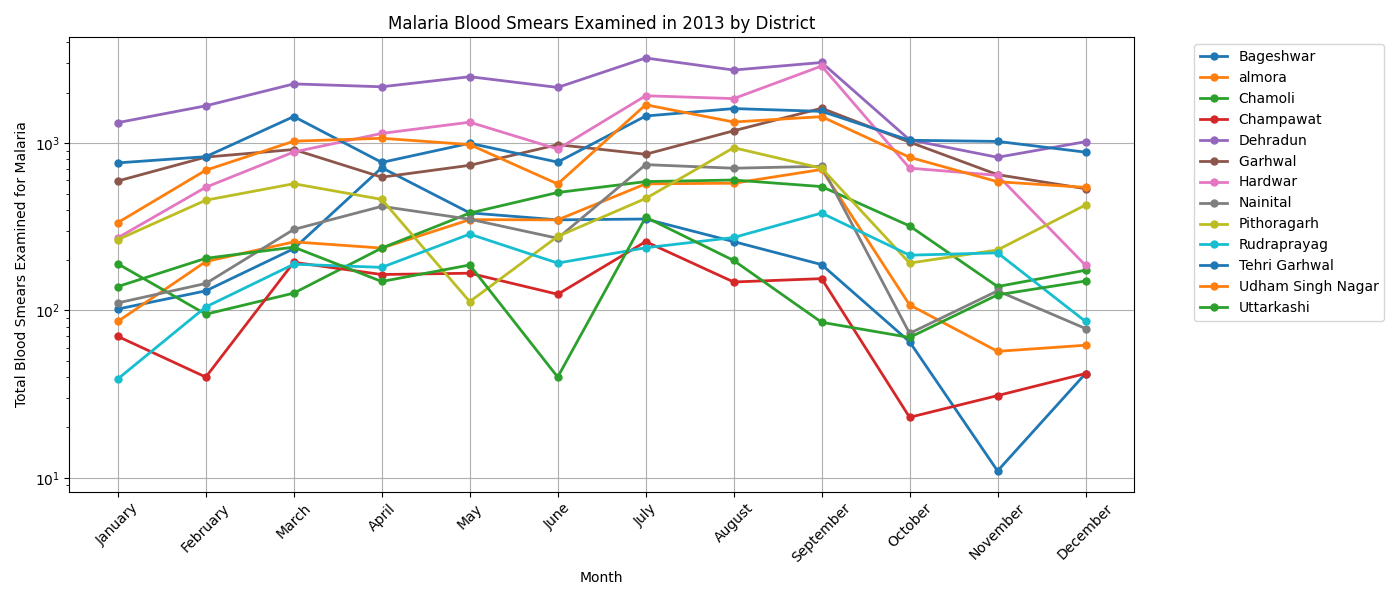 Malaria Blood Smears Examined in 2013 by District
Total Blood Smears Examined for Malaria
10³
10²
10¹
January
February
March
April
May
June
July
August
September
October
November
December
Month
Bageshwar
almora
Chamoli
Champawat
Dehradun
Garhwal
Hardwar
Nainital
Pithoragarh
Rudraprayag
Tehri Garhwal
Udham Singh Nagar
Uttarkashi